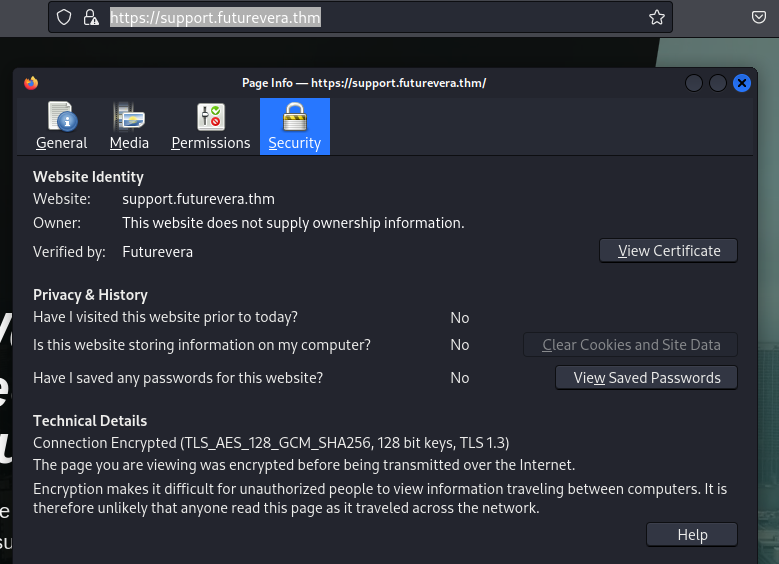 https://support.futurevera.thm
Page Info — https://support.futurevera.thm/
General Media Permissions Security
Website Identity
Website: support.futurevera.thm
Owner: This website does not supply ownership information.
Verified by: Futurevera View Certificate
Privacy & History
Have I visited this website prior to today? No
Is this website storing information on my computer? No Clear Cookies and Site Data
Have I saved any passwords for this website? No View Saved Passwords
Technical Details
Connection Encrypted (TLS_AES_128_GCM_SHA256, 128 bit keys, TLS 1.3)
The page you are viewing was encrypted before being transmitted over the Internet.
Encryption makes it difficult for unauthorized people to view information traveling between computers. It is
therefore unlikely that anyone read this page as it traveled across the network.
Help